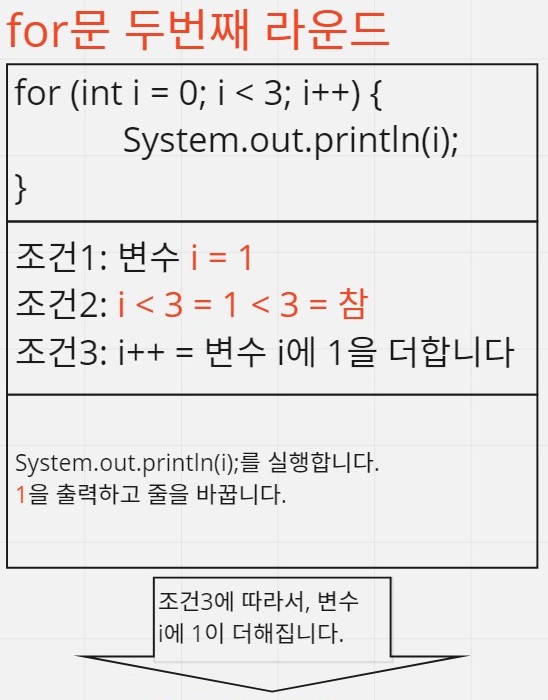 for문 두번째 라운드
for (int i = 0; i < 3; i++) {
System.out.println(i);
}
조건1: 변수 i = 1
조건2: i < 3 = 1 < 3 = 참
조건3: i++ = 변수 i에 1을 더합니다
System.out.println(i);를 실행합니다.
1을 출력하고 줄을 바꿉니다.
조건3에 따라서, 변수
i에 1이 더해집니다.